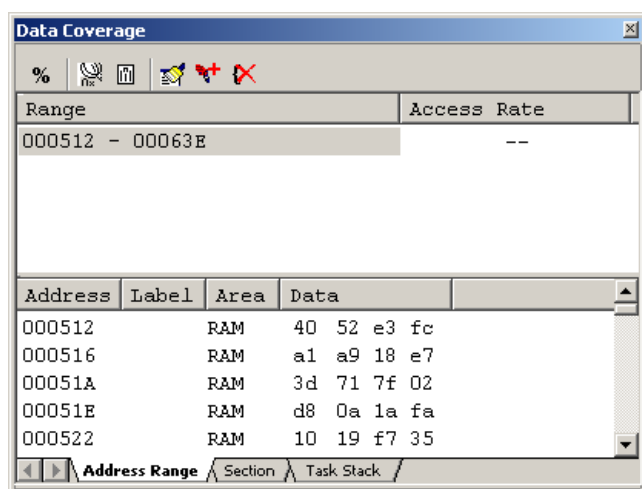 Data Coverage
%
Range Access Rate
000512 - 00063E --
Address Label Area Data
000512 RAM 40 52 e3 fc
000516 RAM a1 a9 18 e7
00051A RAM 3d 71 7f 02
00051E RAM d8 0a 1a fa
000522 RAM 10 19 f7 35
Address Range Section Task Stack